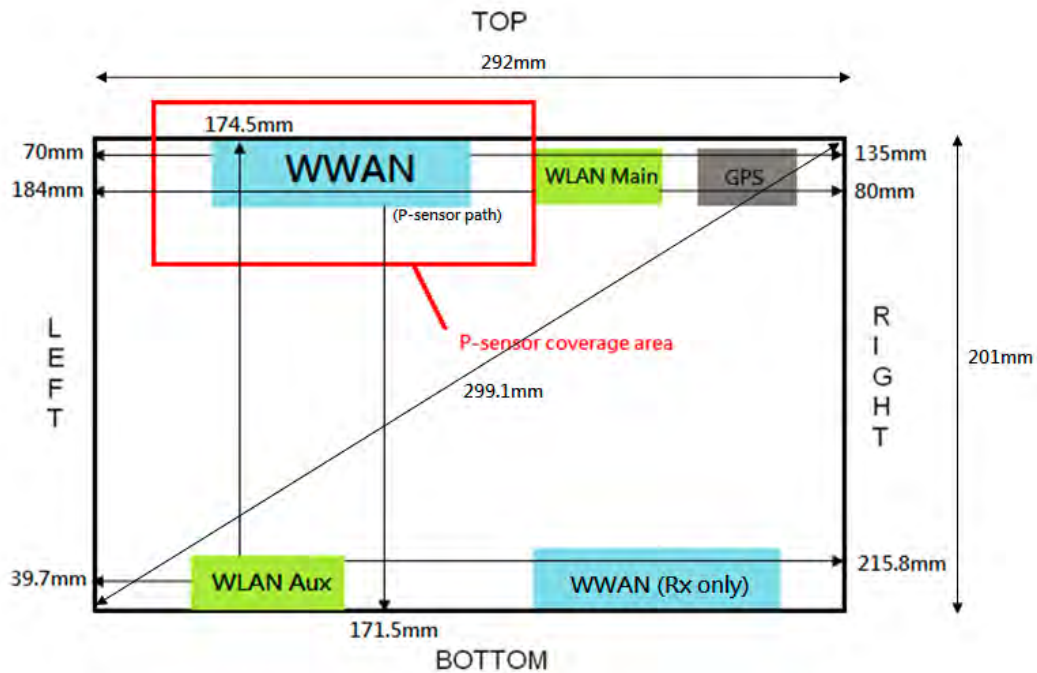 TOP
292mm
174.5mm
70mm
WWAN
135mm
WLAN Main
GPS
184mm
80mm
(P-sensor path)
LEFT
RIGHT
P-sensor coverage area
201mm
299.1mm
39.7mm
WLAN Aux
WWAN (Rx only)
215.8mm
171.5mm
BOTTOM